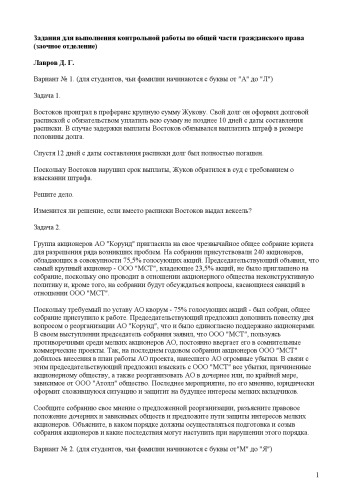 Задания для выполнения контрольной работы по общей части гражданского права
(заочное отделение)
Лавров Д. Г.
Вариант № 1. (для студентов, чьи фамилии начинаются с буквы от "А" до "Л")
Задача 1.
Востоков проиграл в преферанс крупную сумму Жукову. Свой долг он оформил долговой
распиской с обязательством уплатить всю сумму не позднее 10 дней с даты составления
расписки. В случае задержки выплаты Востоков обязывался выплатить штраф в размере
половины долга.
Спустя 12 дней с даты составления расписки долг был полностью погашен.
Поскольку Востоков нарушил срок выплаты, Жуков обратился в суд с требованием о
взыскании штрафа.
Решите дело.
Изменится ли решение, если вместо расписки Востоков выдал вексель?
Задача 2.
Группа акционеров АО "Корунд" пригласила на свое чрезвычайное общее собрание юриста
для разрешения ряда возникших проблем. На собрании присутствовали 240 акционеров,
обладающих в совокупности 75,5% голосующих акций. Председательствующий объявил, что
самый крупный акционер - ООО "МСТ", владеющее 23,5% акций, не было приглашено на
собрание, поскольку оно проводит в отношении акционерного общества неконструктивную
политику и, кроме того, на собрании будут обсуждаться вопросы, касающиеся санкций в
отношении ООО "МСТ".
Поскольку требуемый по уставу АО кворум - 75% голосующих акций - был собран, общее
собрание приступило к работе. Председательствующий предложил дополнить повестку дня
вопросом о реорганизации АО "Корунд", что и было единогласно поддержано акционерами.
В своем выступлении председатель собрания заявил, что ООО "МСТ", пользуясь
противоречиями среди мелких акционеров АО, постоянно ввергает его в сомнительные
коммерческие проекты. Так, на последнем годовом собрании акционеров ООО "МСТ"
добилось внесения в план работы АО проекта, нанесшего АО огромные убытки. В связи с
этим председательствующий предложил взыскать с ООО "МСТ" все убытки, причиненные
акционерному обществу, а также реорганизовать АО в дочернее или, по крайней мере,
зависимое от ООО "Атолл" общество. Последнее мероприятие, по его мнению, юридически
оформит сложившуюся ситуацию и защитит на будущее интересы мелких вкладчиков.
Сообщите собранию свое мнение о предложенной реорганизации, разъясните правовое
положение дочерних и зависимых обществ и предложите пути защиты интересов мелких
акционеров. Объясните, в каком порядке должны осуществляться подготовка и созыв
собрания акционеров и какие последствия могут наступить при нарушении этого порядка.
Вариант № 2. (для студентов, чьи фамилии начинаются с буквы от"М" до "Я")
1